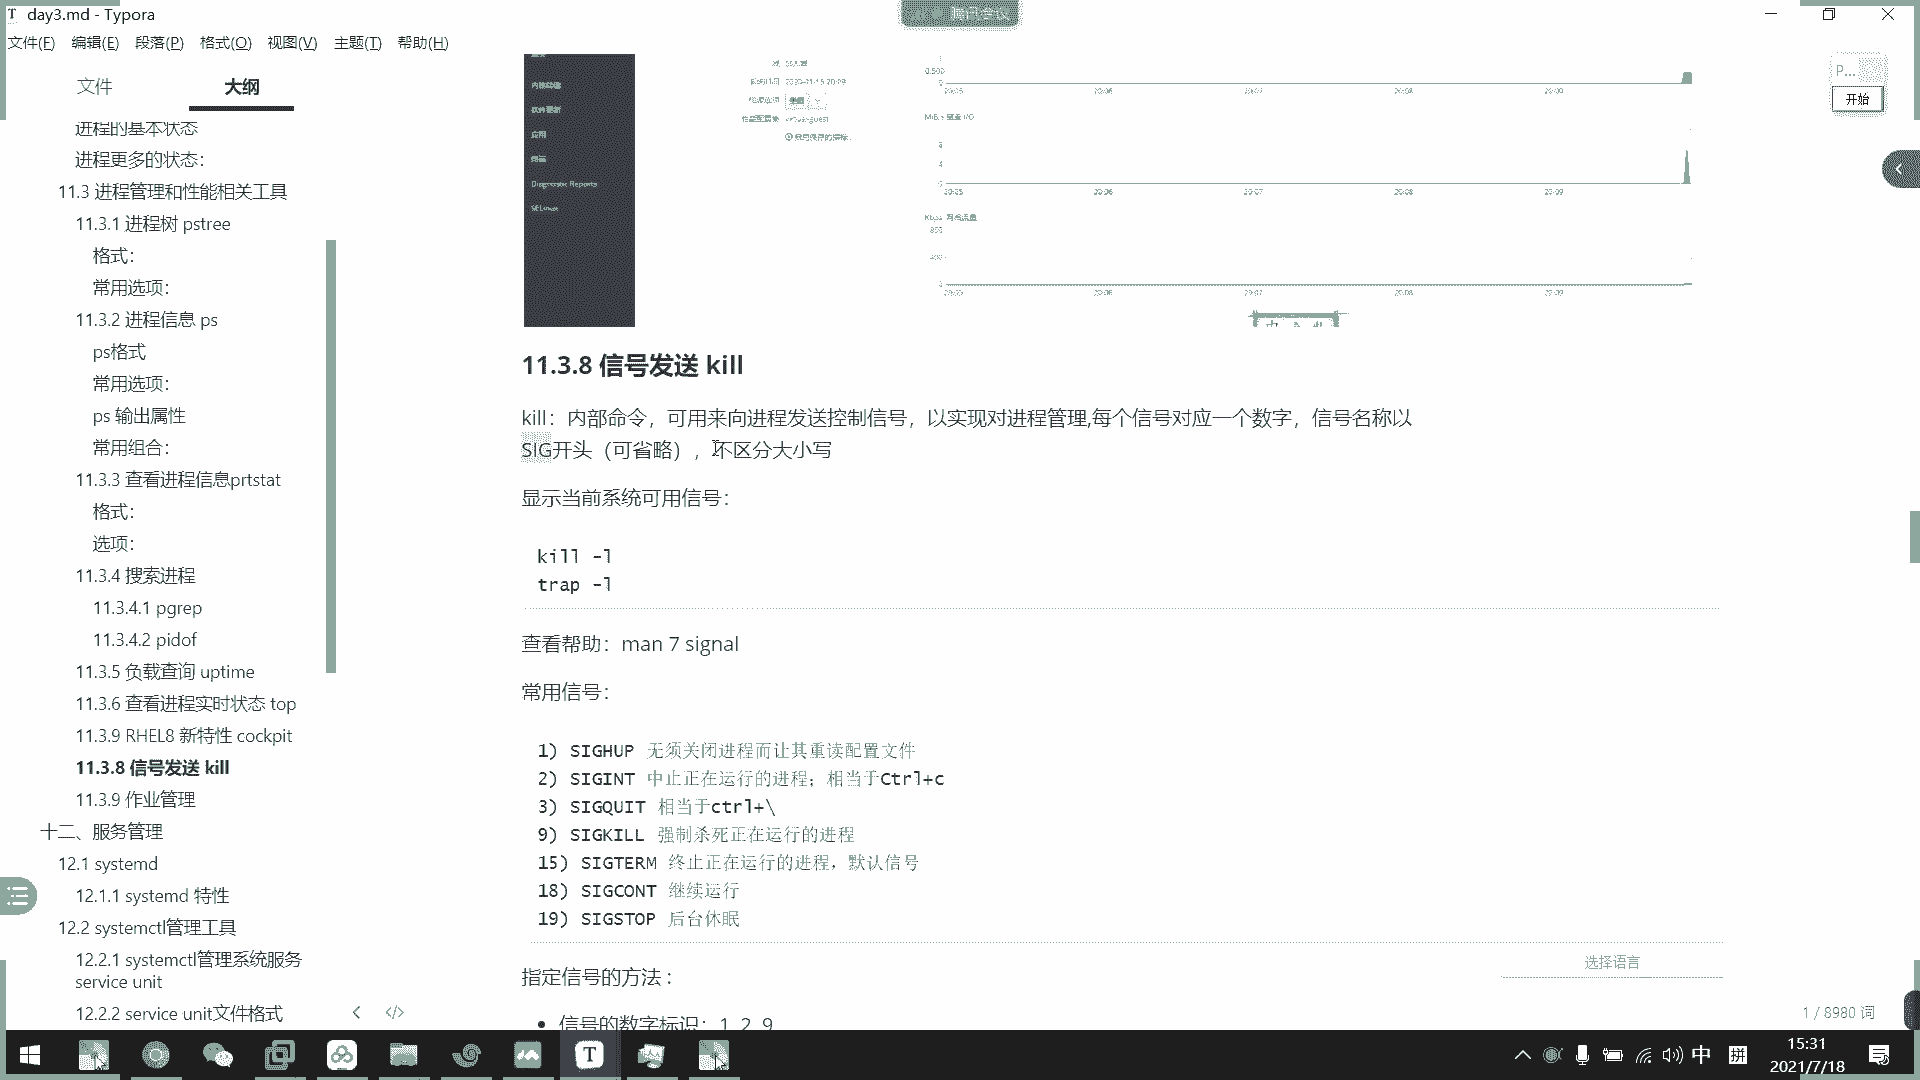 day3.md - Typora
腾讯会议
文件(F) 编辑(E) 段落(P) 格式(O) 视图(V) 主题(T) 帮助(H)
文件 大纲
进程的基本状态
进程更多的状态：
11.3 进程管理和性能相关工具
11.3.1 进程树 pstree
格式：
常用选项：
11.3.2 进程信息 ps
ps格式
常用选项：
ps 输出属性
常用组合：
11.3.3 查看进程信息prtstat
格式：
选项：
11.3.4 搜索进程
11.3.4.1 pgrep
11.3.4.2 pidof
11.3.5 负载查询 uptime
11.3.6 查看进程实时状态 top
11.3.9 RHEL8 新特性 cockpit
11.3.8 信号发送 kill
11.3.9 作业管理
十二、服务管理
12.1 systemd
12.1.1 systemd 特性
12.2 systemctl管理工具
12.2.1 systemctl管理系统服务
service unit
12.2.2 service unit文件格式
应用
Diagnostic Reports
SELinux
P...
开始
11.3.8 信号发送 kill
kill：内部命令，可用来向进程发送控制信号，以实现对进程管理,每个信号对应一个数字，信号名称以
SIG开头（可省略），不区分大小写
显示当前系统可用信号：
kill -l
trap -l
查看帮助：man 7 signal
常用信号：
1) SIGHUP 无须关闭进程而让其重读配置文件
2) SIGINT 中止正在运行的进程；相当于Ctrl+c
3) SIGQUIT 相当于ctrl+\
9) SIGKILL 强制杀死正在运行的进程
15) SIGTERM 终止正在运行的进程，默认信号
18) SIGCONT 继续运行
19) SIGSTOP 后台休眠
选择语言
指定信号的方法：
• 信号的数字标识：1, 2, 9
1 / 8980 词
中 拼
15:31
2021/7/18